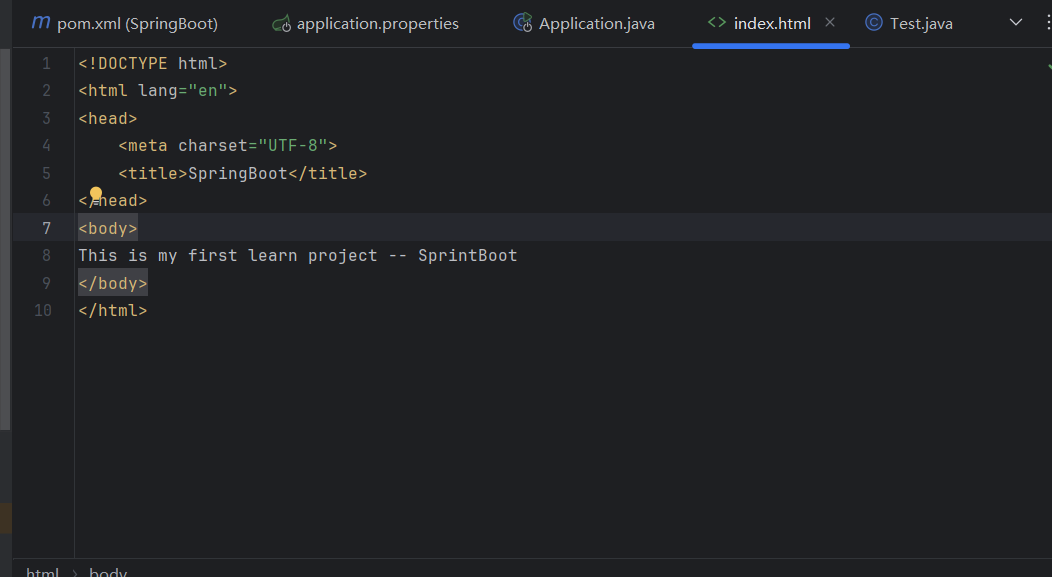 m pom.xml (SpringBoot) application.properties Application.java <> index.html × © Test.java
1 <!DOCTYPE html>
2 <html lang="en">
3 <head>
4 <meta charset="UTF-8">
5 <title>SpringBoot</title>
6 </head>
7 <body>
8 This is my first learn project -- SprintBoot
9 </body>
10 </html>
html > body